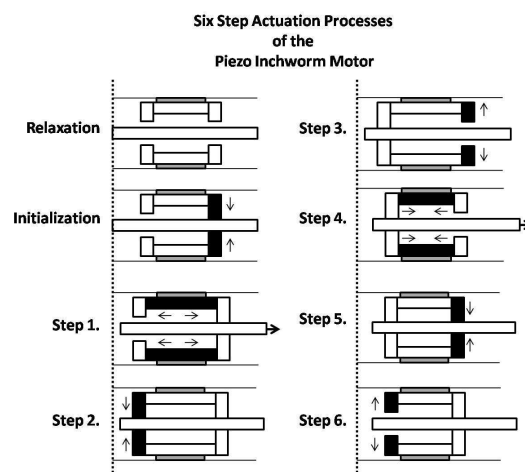 Six Step Actuation Processes
of the
Piezo Inchworm Motor
Relaxation
Initialization
Step 1.
Step 2.
Step 3.
Step 4.
Step 5.
Step 6.